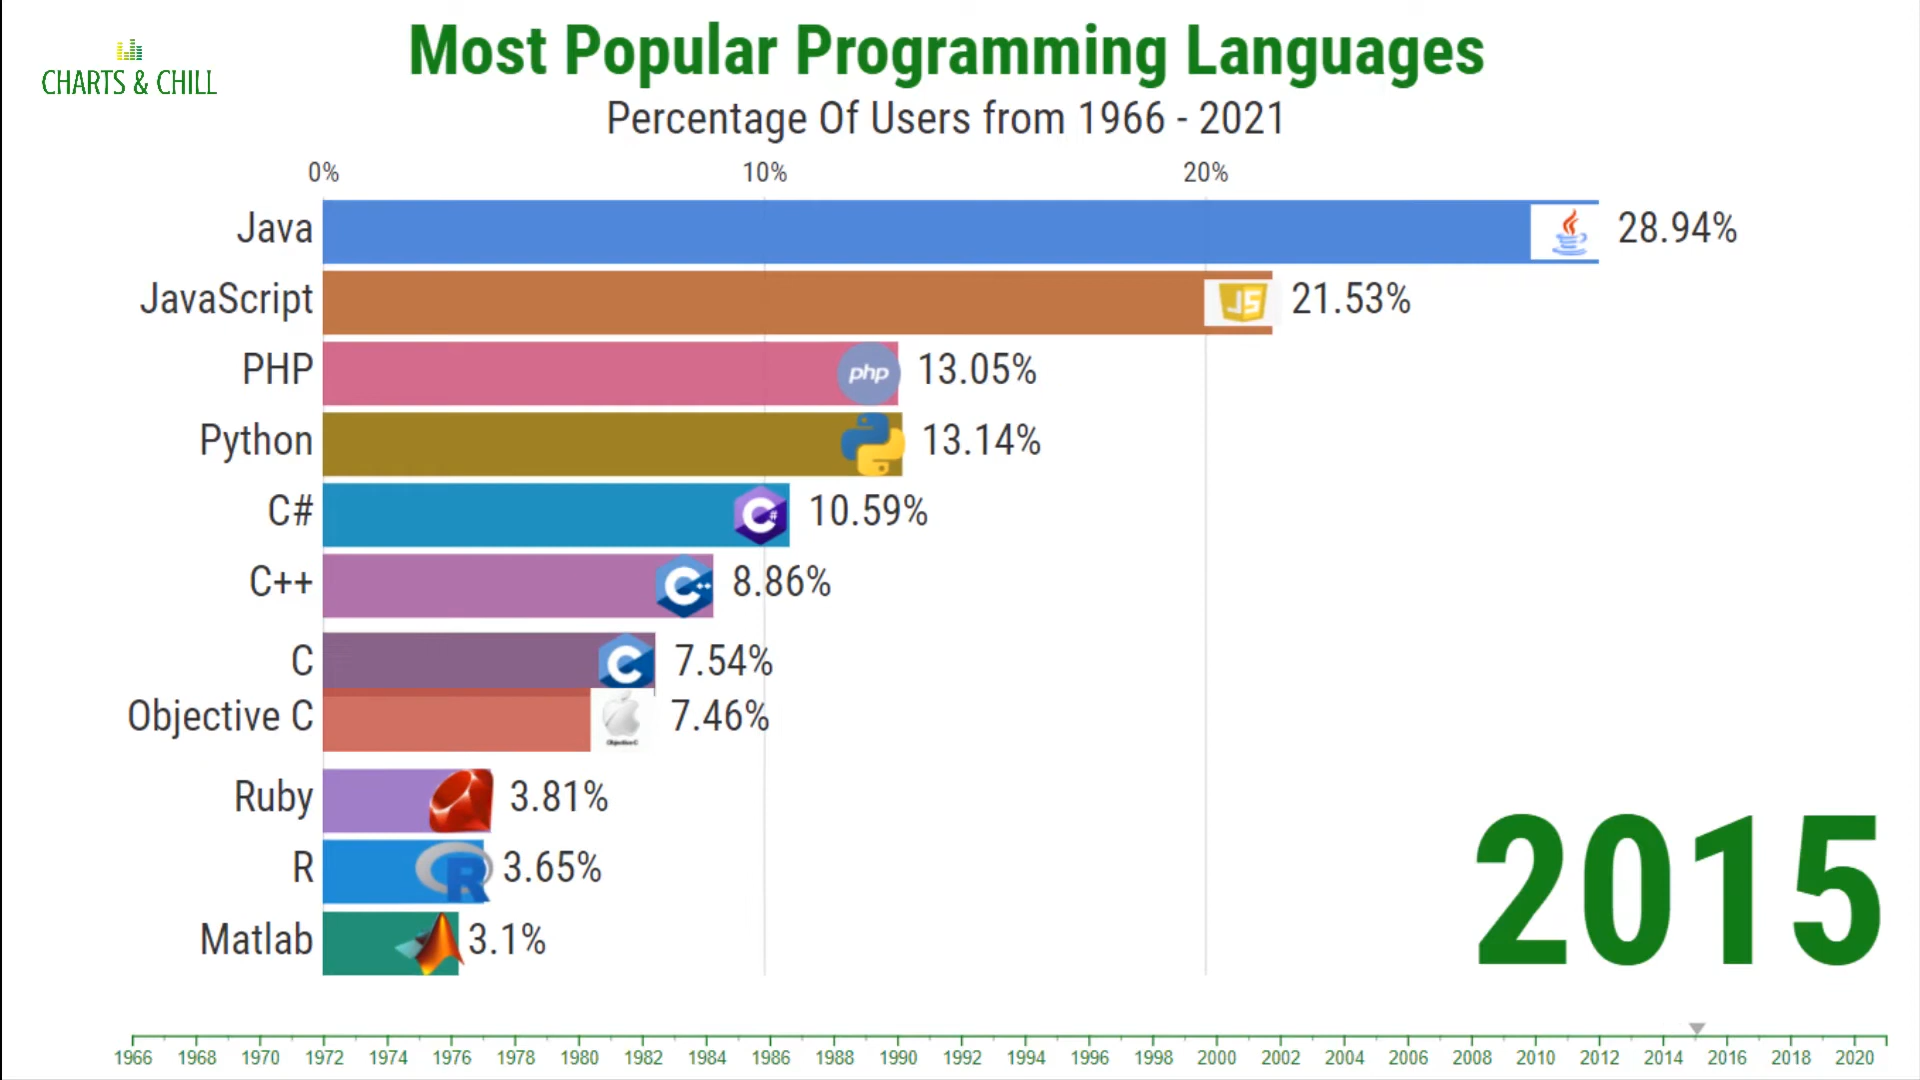 CHARTS & CHILL
Most Popular Programming Languages
Percentage Of Users from 1966 - 2021
0% 10% 20%
Java 28.94%
JavaScript JS 21.53%
PHP php 13.05%
Python 13.14%
C# C# 10.59%
C++ C++ 8.86%
C C 7.54%
Objective C Objective C 7.46%
Ruby 3.81%
R R 3.65%
Matlab 3.1%
2015
1966 1968 1970 1972 1974 1976 1978 1980 1982 1984 1986 1988 1990 1992 1994 1996 1998 2000 2002 2004 2006 2008 2010 2012 2014 2016 2018 2020